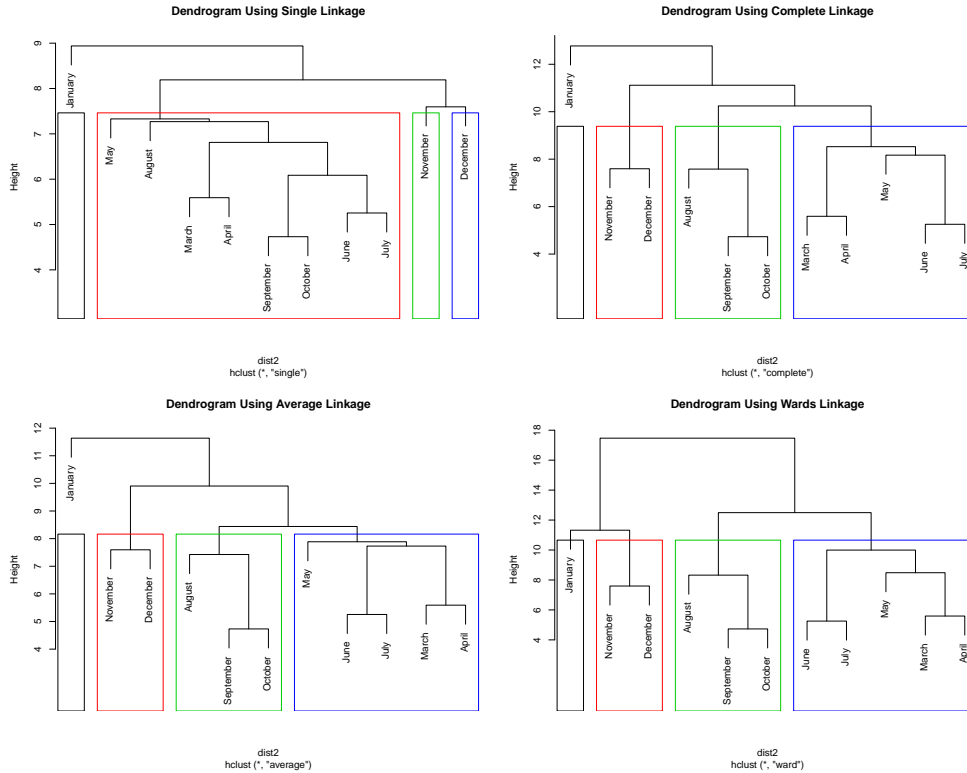 Dendrogram Using Single Linkage
Height
9
8
7
6
5
4
January
May
August
March
April
September
October
June
July
November
December
dist2
hclust (*, "single")
Dendrogram Using Complete Linkage
Height
12
10
8
6
4
January
November
December
August
September
October
March
April
May
June
July
dist2
hclust (*, "complete")
Dendrogram Using Average Linkage
Height
12
11
10
9
8
7
6
5
4
January
November
December
August
September
October
May
June
July
March
April
dist2
hclust (*, "average")
Dendrogram Using Wards Linkage
Height
18
16
14
12
10
8
6
4
January
November
December
August
September
October
June
July
May
March
April
dist2
hclust (*, "ward")